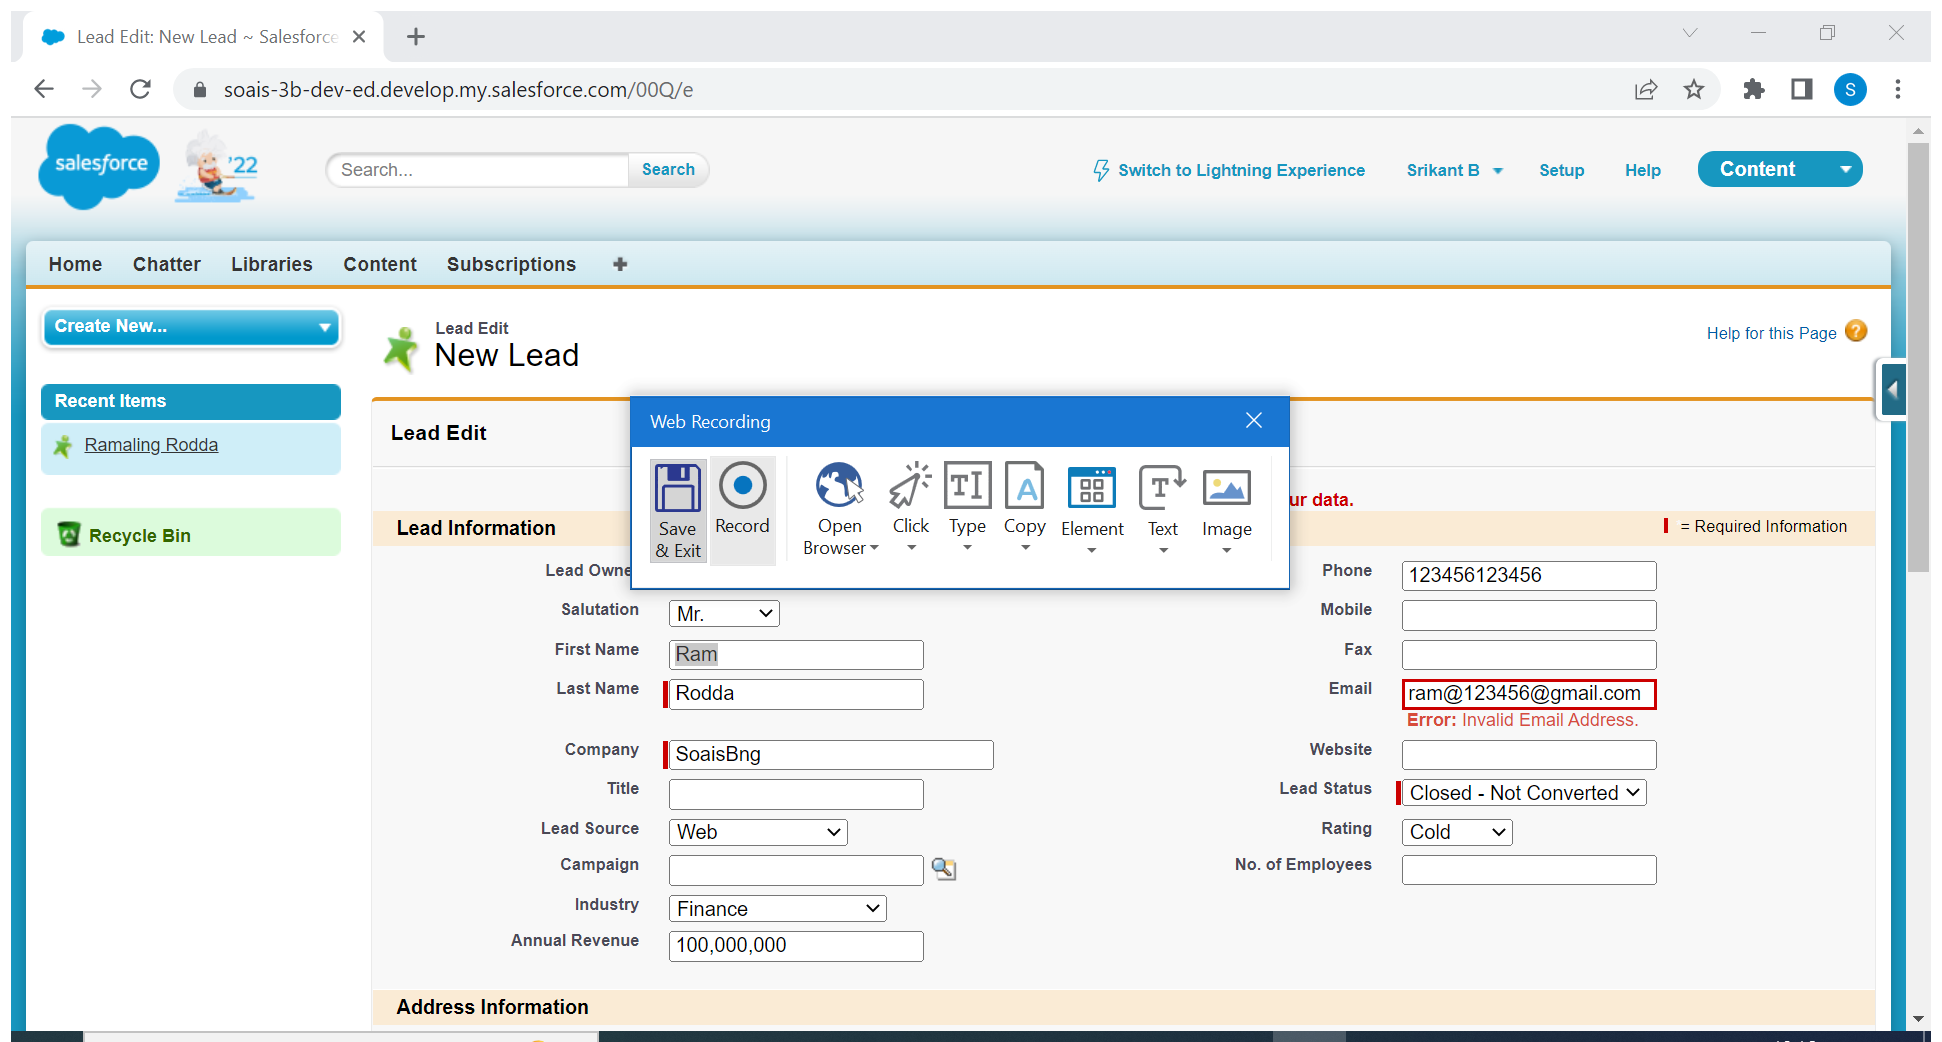 Lead Edit: New Lead ~ Salesforce
soais-3b-dev-ed.develop.my.salesforce.com/00Q/e
S
salesforce
'22
Search...
Search
Switch to Lightning Experience
Srikant B
Setup
Help
Content
Home
Chatter
Libraries
Content
Subscriptions
Create New...
Lead Edit
New Lead
Help for this Page
?
Recent Items
Ramaling Rodda
Recycle Bin
Lead Edit
Web Recording
Save
& Exit
Record
Open
Browser
Click
TI
Type
A
Copy
Element
T
Text
Image
ur data.
Lead Information
= Required Information
Lead Owne
Phone
123456123456
Salutation
Mr.
Mobile
First Name
Ram
Fax
Last Name
Rodda
Email
ram@123456@gmail.com
Error: Invalid Email Address.
Company
SoaisBng
Website
Title
Lead Status
Closed - Not Converted
Lead Source
Web
Rating
Cold
Campaign
No. of Employees
Industry
Finance
Annual Revenue
100,000,000
Address Information